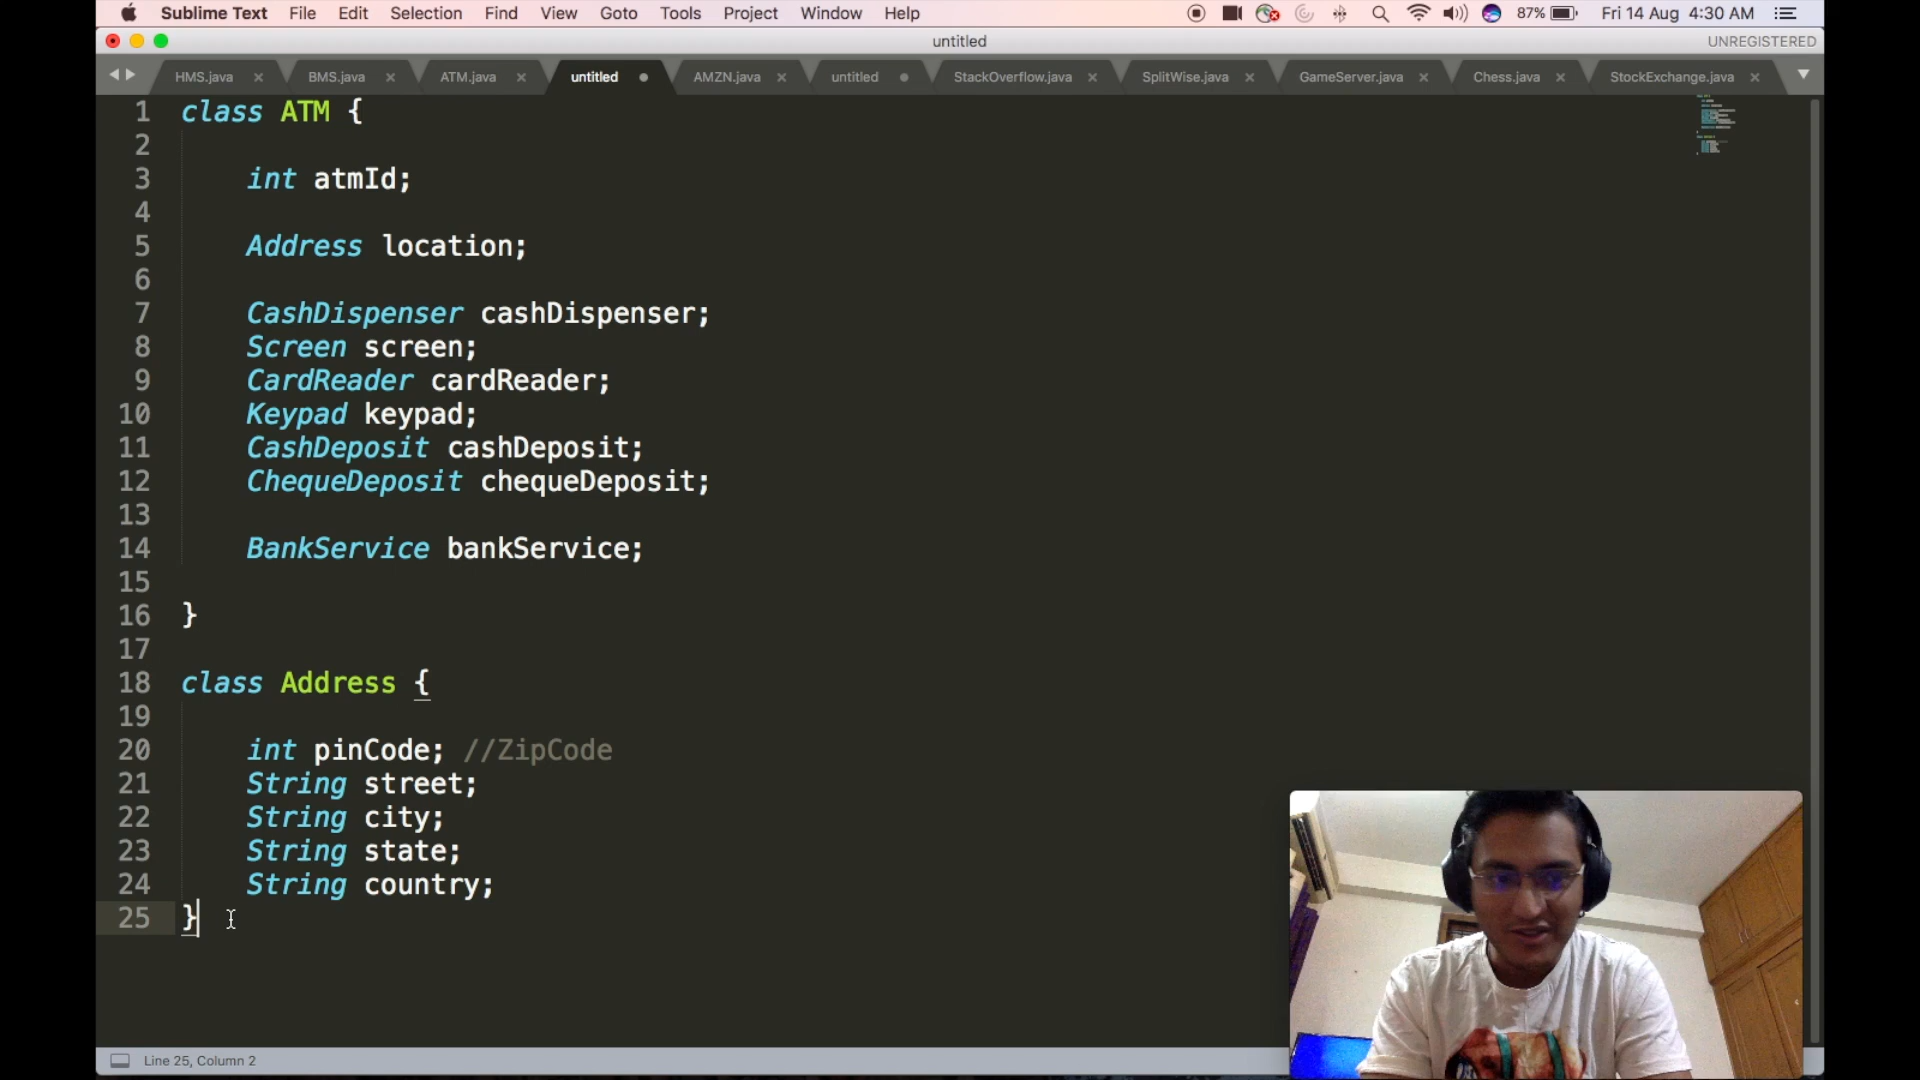 Sublime Text File Edit Selection Find View Goto Tools Project Window Help 87% Fri 14 Aug 4:30 AM
untitled UNREGISTERED
HMS.java BMS.java ATM.java untitled AMZN.java untitled StackOverflow.java SplitWise.java GameServer.java Chess.java StockExchange.java
1 class ATM {
2
3 int atmId;
4
5 Address location;
6
7 CashDispenser cashDispenser;
8 Screen screen;
9 CardReader cardReader;
10 Keypad keypad;
11 CashDeposit cashDeposit;
12 ChequeDeposit chequeDeposit;
13
14 BankService bankService;
15
16 }
17
18 class Address {
19
20 int pinCode; //ZipCode
21 String street;
22 String city;
23 String state;
24 String country;
25 }
Line 25, Column 2